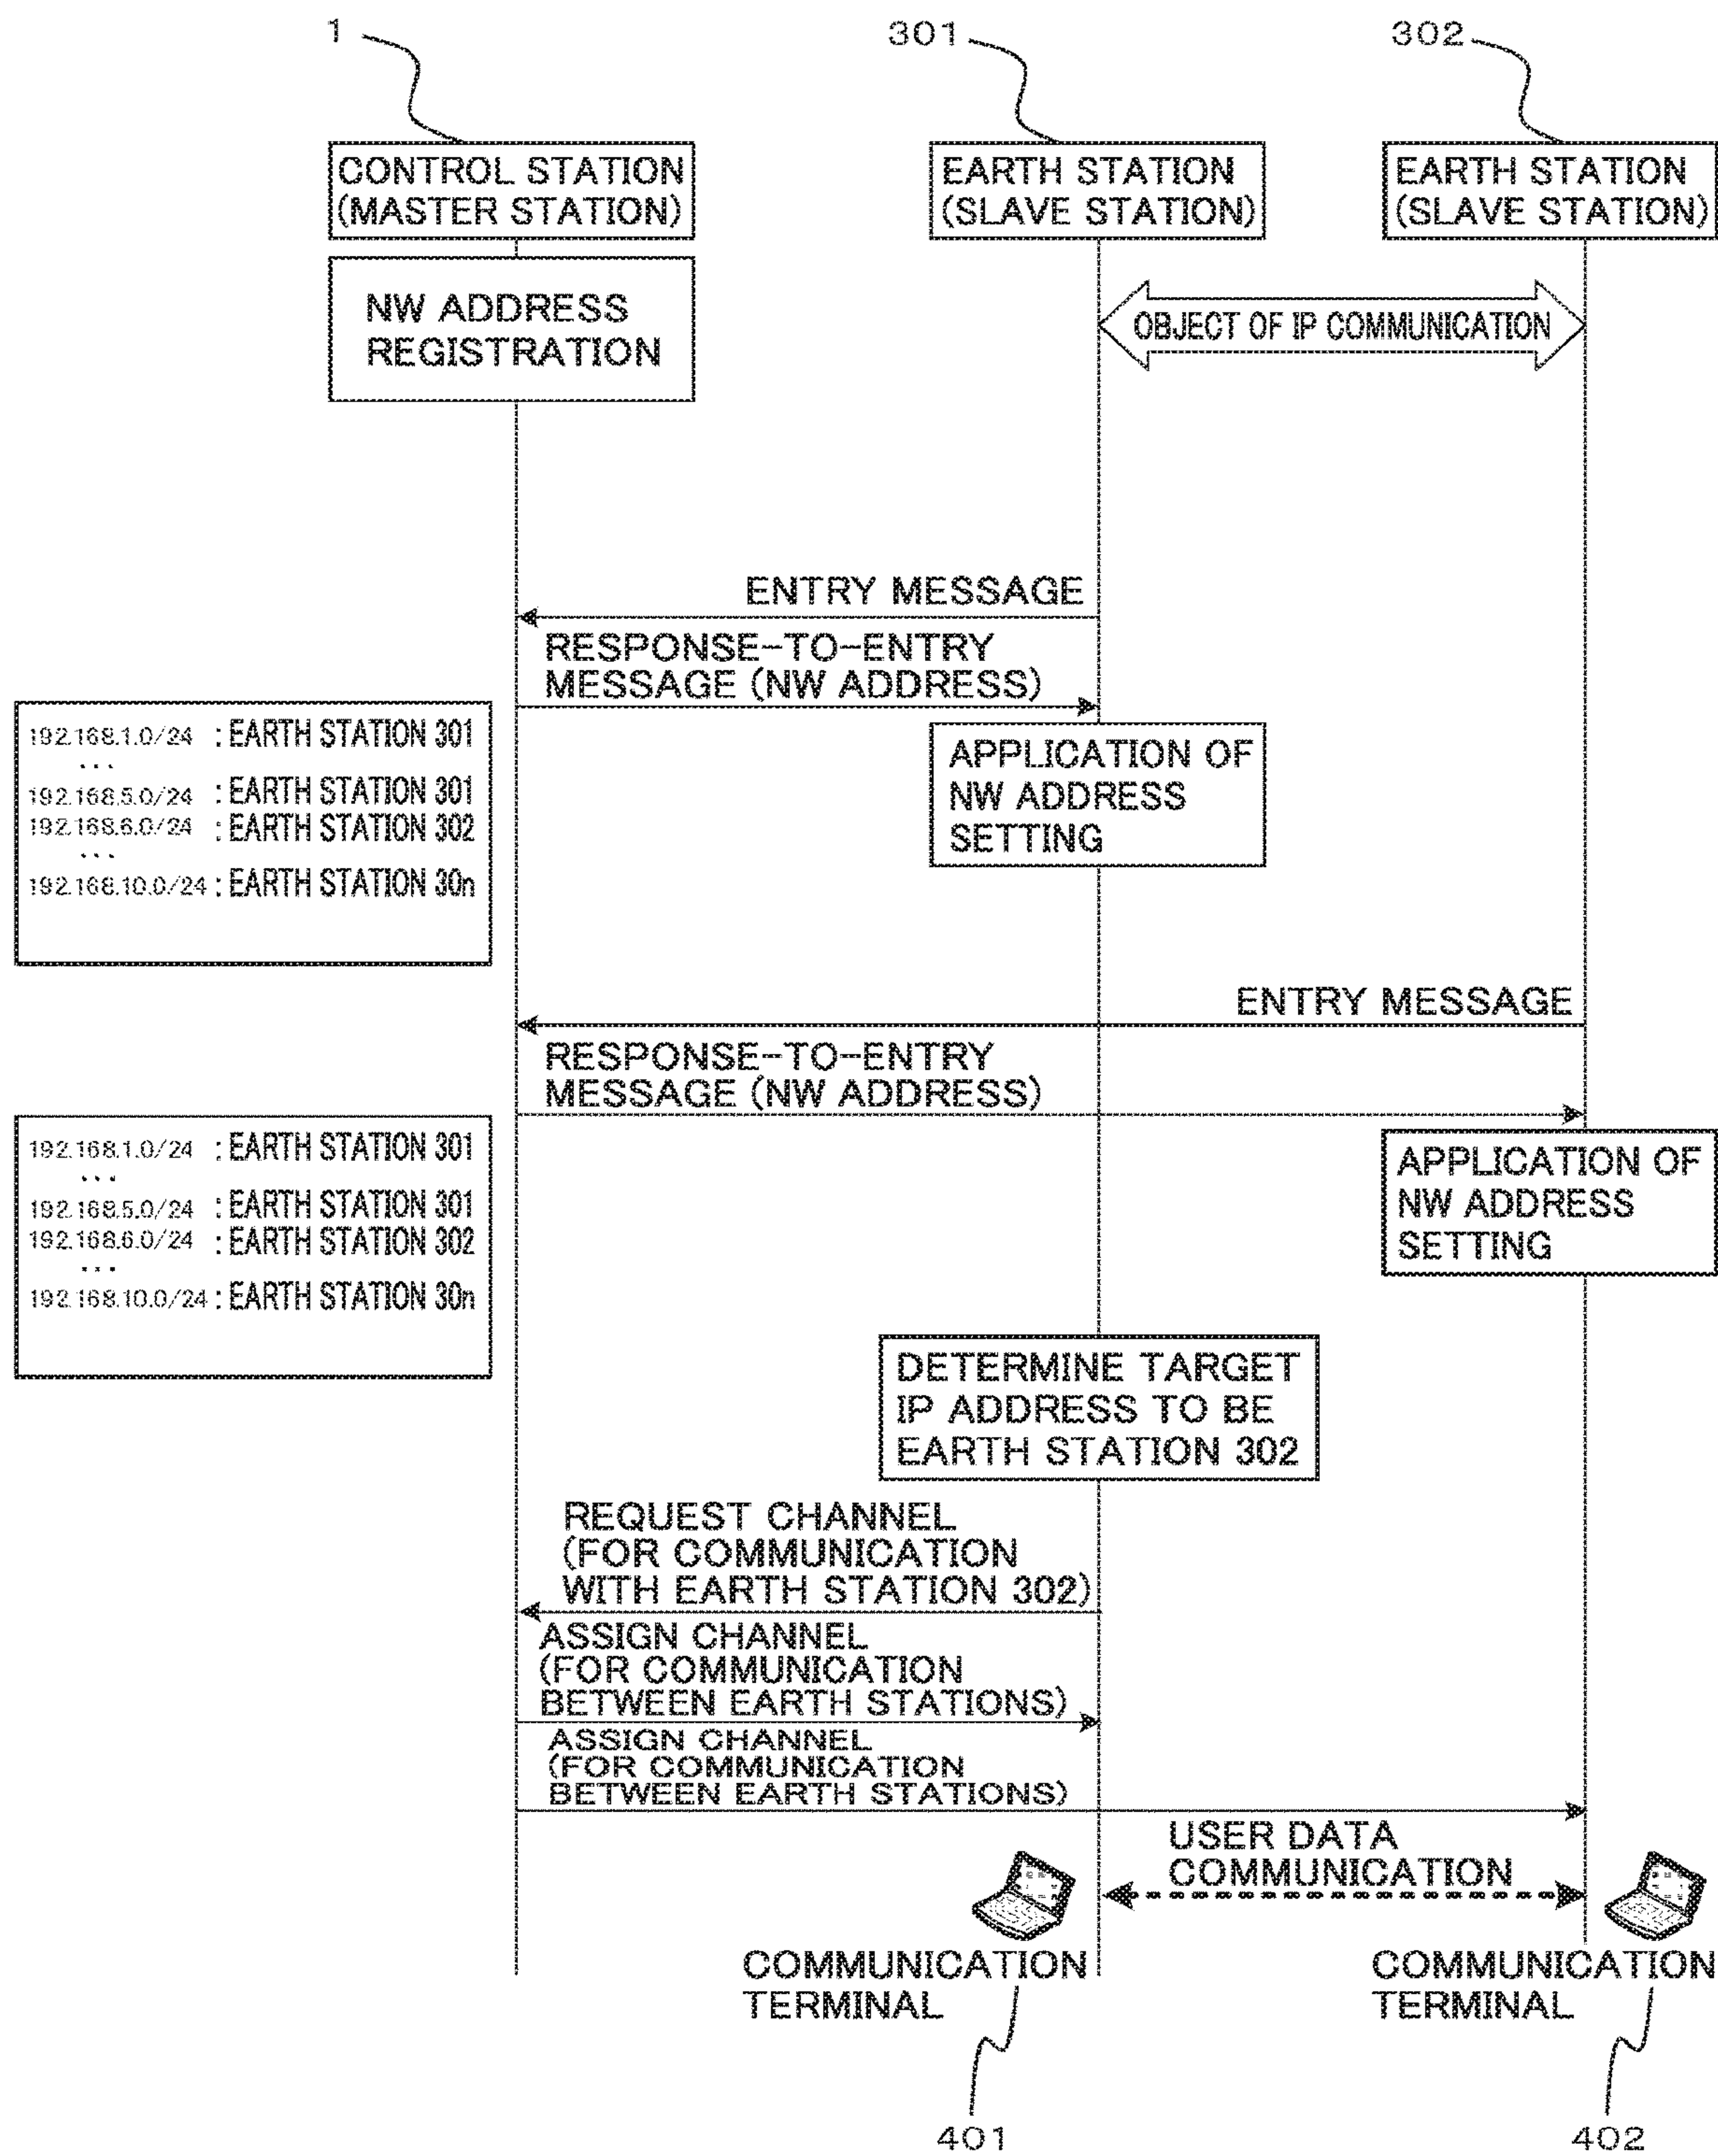 1
301
302
CONTROL STATION
(MASTER STATION)
EARTH STATION
(SLAVE STATION)
EARTH STATION
(SLAVE STATION)
NW ADDRESS
REGISTRATION
OBJECT OF IP COMMUNICATION
ENTRY MESSAGE
RESPONSE-TO-ENTRY
MESSAGE (NW ADDRESS)
192.168.1.0/24 : EARTH STATION 301
...
192.168.5.0/24 : EARTH STATION 301
192.168.6.0/24 : EARTH STATION 302
...
192.168.10.0/24 : EARTH STATION 30n
APPLICATION OF
NW ADDRESS
SETTING
ENTRY MESSAGE
RESPONSE-TO-ENTRY
MESSAGE (NW ADDRESS)
192.168.1.0/24 : EARTH STATION 301
...
192.168.5.0/24 : EARTH STATION 301
192.168.6.0/24 : EARTH STATION 302
...
192.168.10.0/24 : EARTH STATION 30n
APPLICATION OF
NW ADDRESS
SETTING
DETERMINE TARGET
IP ADDRESS TO BE
EARTH STATION 302
REQUEST CHANNEL
(FOR COMMUNICATION
WITH EARTH STATION 302)
ASSIGN CHANNEL
(FOR COMMUNICATION
BETWEEN EARTH STATIONS)
ASSIGN CHANNEL
(FOR COMMUNICATION
BETWEEN EARTH STATIONS)
USER DATA
COMMUNICATION
COMMUNICATION
TERMINAL
COMMUNICATION
TERMINAL
401
402